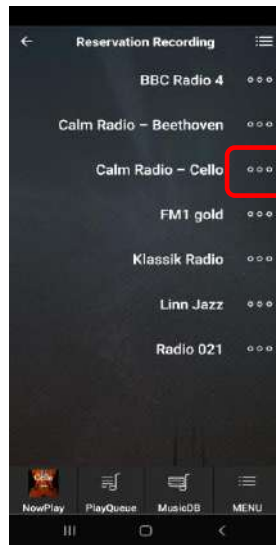 Reservation Recording
BBC Radio 4
Calm Radio – Beethoven
Calm Radio – Cello
FM1 gold
Klassik Radio
Linn Jazz
Radio 021
Cello
NowPlay PlayQueue MusicDB MENU